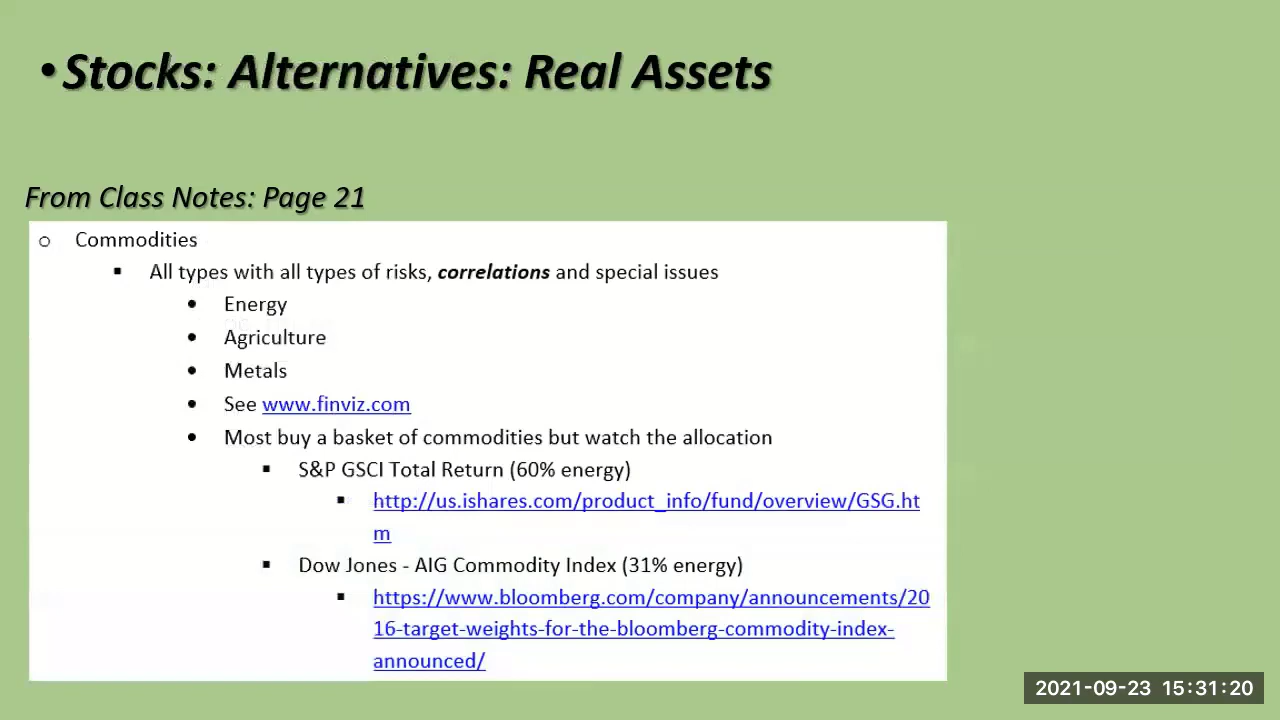 •Stocks: Alternatives: Real Assets
From Class Notes: Page 21
o Commodities
▪ All types with all types of risks, correlations and special issues
• Energy
• Agriculture
• Metals
• See www.finviz.com
• Most buy a basket of commodities but watch the allocation
▪ S&P GSCI Total Return (60% energy)
▪ http://us.ishares.com/product_info/fund/overview/GSG.ht
m
▪ Dow Jones - AIG Commodity Index (31% energy)
▪ https://www.bloomberg.com/company/announcements/20
16-target-weights-for-the-bloomberg-commodity-index-
announced/
2021-09-23 15:31:20